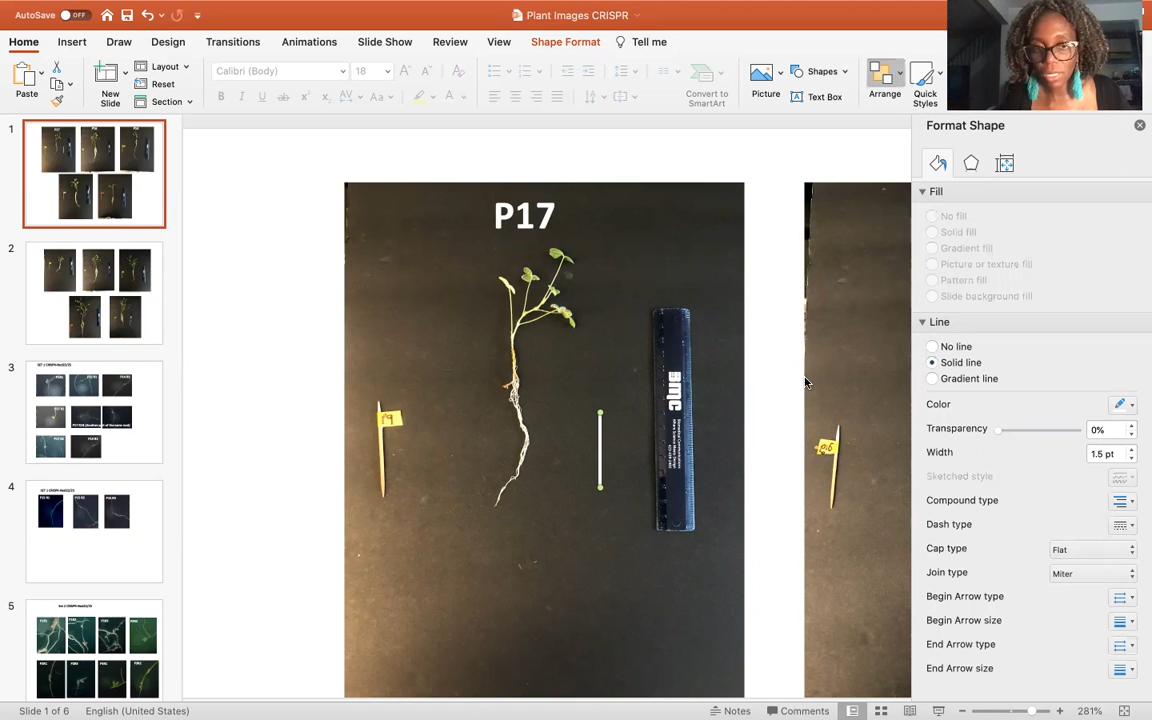 AutoSave OFF
Plant Images CRISPR
Home Insert Draw Design Transitions Animations Slide Show Review View Shape Format Tell me
Paste
New Slide
Layout
Reset
Section
Calibri (Body) 18
Convert to SmartArt
Picture
Shapes
Text Box
Arrange
Quick Styles
1
2
3
4
5
P17
BMC
Format Shape
Fill
No fill
Solid fill
Gradient fill
Picture or texture fill
Pattern fill
Slide background fill
Line
No line
Solid line
Gradient line
Color
Transparency 0%
Width 1.5 pt
Sketched style
Compound type
Dash type
Cap type Flat
Join type Miter
Begin Arrow type
Begin Arrow size
End Arrow type
End Arrow size
Slide 1 of 6 English (United States) Notes Comments 281%